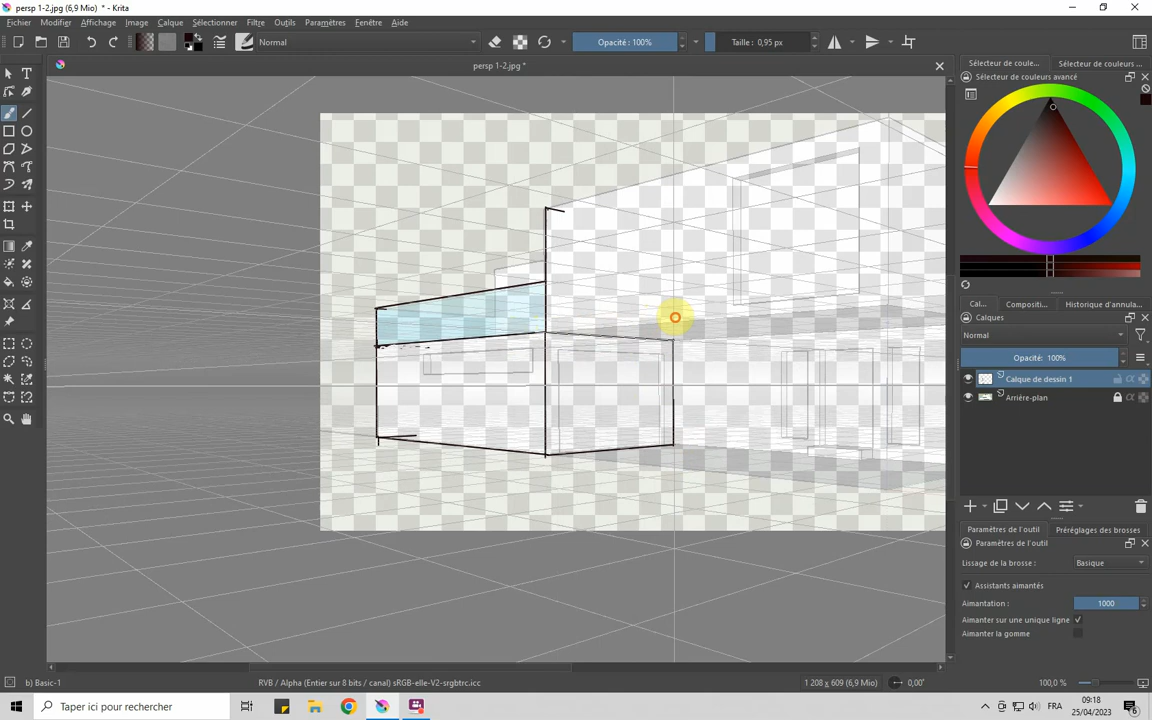 persp 1-2.jpg (6,9 Mio) * - Krita
Fichier Modifier Affichage Image Calque Sélectionner Filtre Outils Paramètres Fenêtre Aide
Normal Opacité : 100% Taille : 0,95 px
persp 1-2.jpg *
Sélecteur de coule... Sélecteur de couleurs ...
Sélecteur de couleurs avancé
Cal... Compositi... Historique d'annula...
Calques
Normal
Opacité : 100%
Calque de dessin 1
Arrière-plan
Paramètres de l'outil Préréglages des brosses
Paramètres de l'outil
Lissage de la brosse : Basique
Assistants aimantés
Aimantation : 1000
Aimanter sur une unique ligne
Aimanter la gomme
b) Basic-1 RVB / Alpha (Entier sur 8 bits / canal) sRGB-elle-V2-srgbtrc.icc 1 208 x 609 (6,9 Mio) 0,00° 100,0 %
Taper ici pour rechercher FRA 09:18
25/04/2023 6